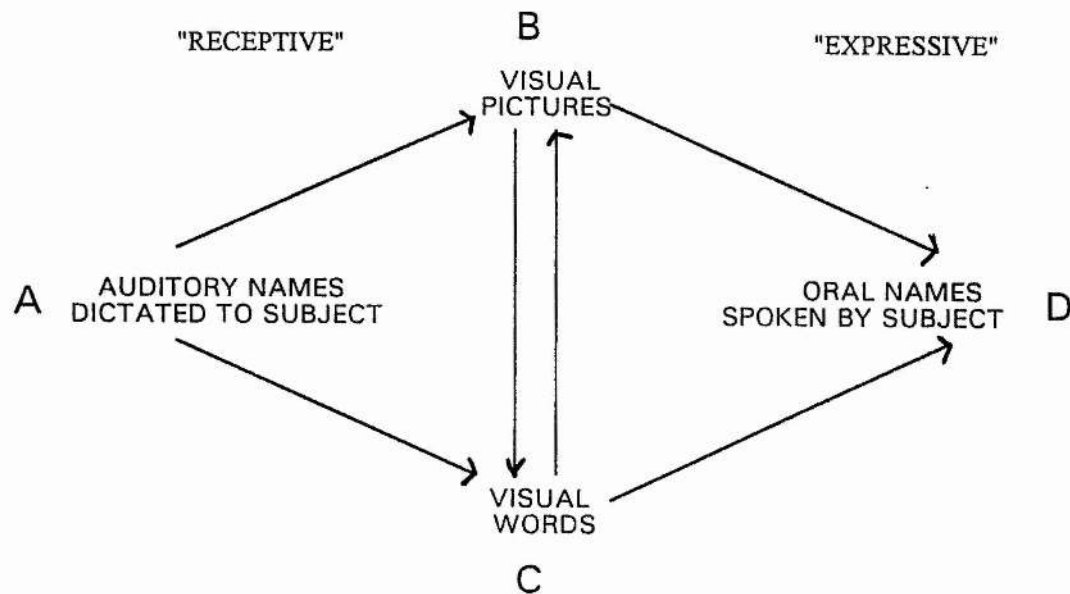 B
"RECEPTIVE"
"EXPRESSIVE"
VISUAL
PICTURES
A
AUDITORY NAMES
DICTATED TO SUBJECT
ORAL NAMES
SPOKEN BY SUBJECT
D
VISUAL
WORDS
C